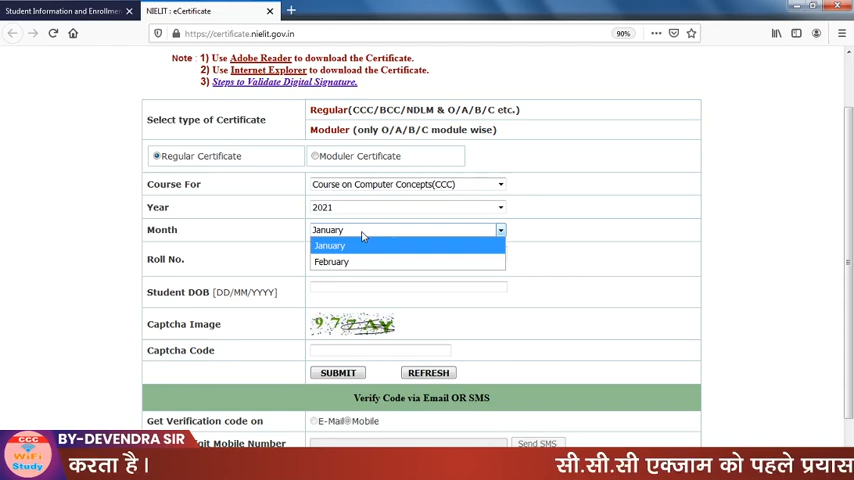 Student Information and Enrollmen
NIELIT : eCertificate
https://certificate.nielit.gov.in
90%
Note : 1) Use Adobe Reader to download the Certificate.
2) Use Internet Explorer to download the Certificate.
3) Steps to Validate Digital Signature.
Select type of Certificate
Regular(CCC/BCC/NDLM & O/A/B/C etc.)
Moduler (only O/A/B/C module wise)
Regular Certificate
Moduler Certificate
Course For
Course on Computer Concepts(CCC)
Year
2021
Month
January
January
February
Roll No.
Student DOB [DD/MM/YYYY]
Captcha Image
Captcha Code
SUBMIT
REFRESH
Verify Code via Email OR SMS
Get Verification code on
E-Mail
Mobile
git Mobile Number
Send SMS
CCC
WiFi
Study
BY-DEVENDRA SIR
करता है।
सी.सी.सी एक्जाम को पहले प्रयास